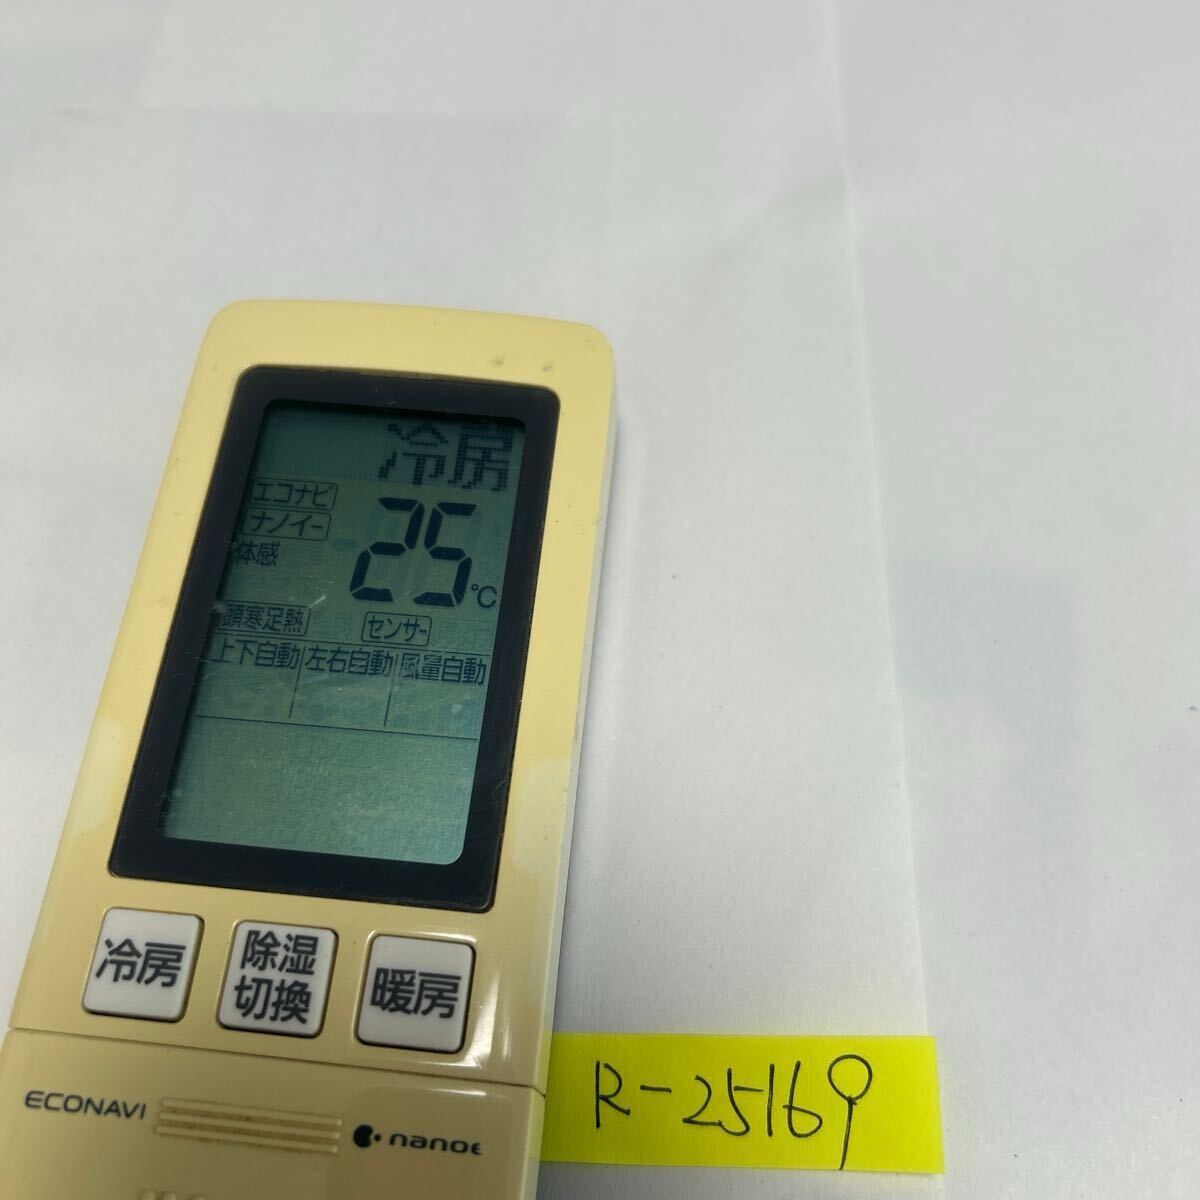 冷房
エコナビ
ナノイー
25℃
体感
頭寒足熱 センサー
上下自動 左右自動 風量自動
冷房 除湿 暖房
切換
ECONAVI nanoe
R-25169